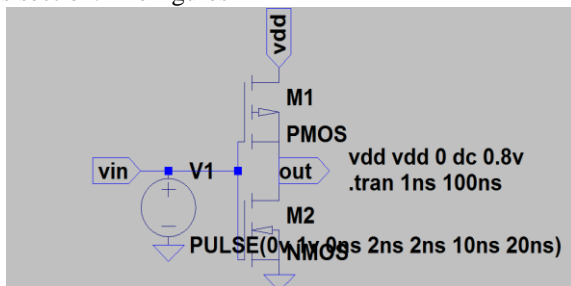 vdd
M1
PMOS
vin
V1
out
vdd vdd 0 dc 0.8v
.tran 1ns 100ns
M2
PULSE(0v 1v 0ns 2ns 2ns 10ns 20ns)
NMOS